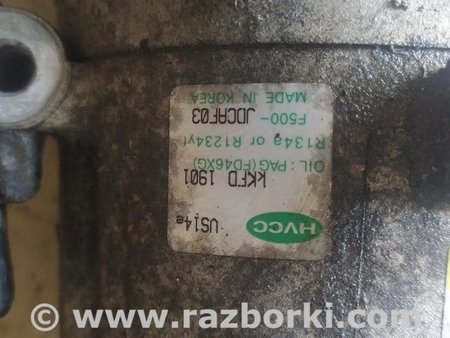 HVCC
US14e
KKFD 1901
OIL : PAG(FD46XG)
R134a or R1234yf
F500-JDCAF03
MADE IN KOREA
© www.razborki.com